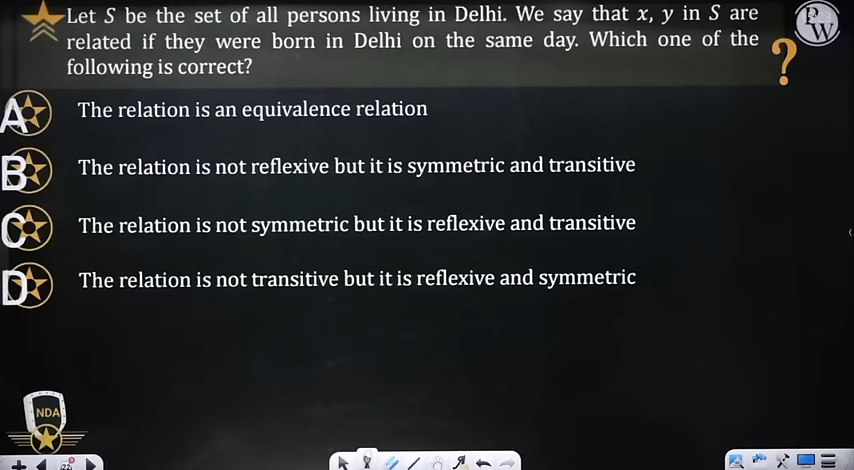 Let S be the set of all persons living in Delhi. We say that x, y in S are
related if they were born in Delhi on the same day. Which one of the
following is correct?
?
PW
A The relation is an equivalence relation
B The relation is not reflexive but it is symmetric and transitive
C The relation is not symmetric but it is reflexive and transitive
D The relation is not transitive but it is reflexive and symmetric
NDA